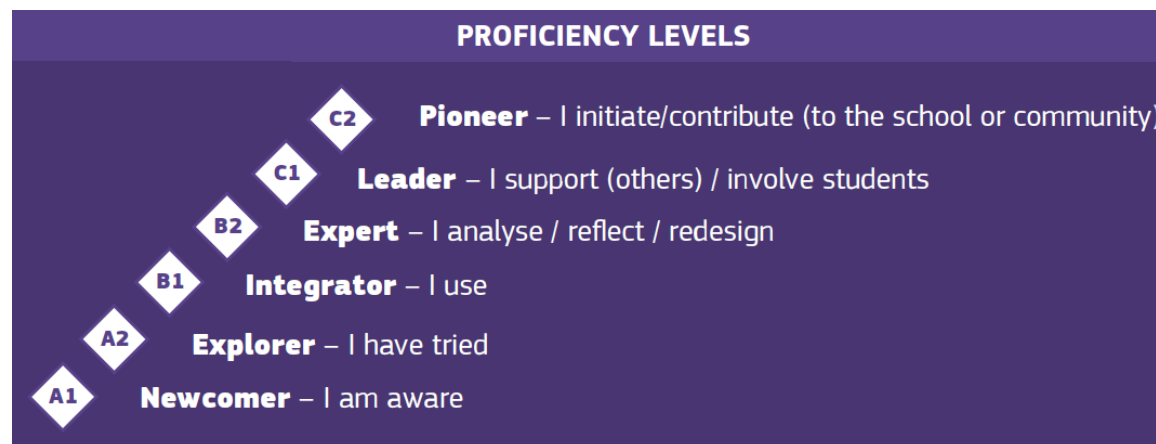 PROFICIENCY LEVELS
C2 Pioneer – I initiate/contribute (to the school or community)
C1 Leader – I support (others) / involve students
B2 Expert – I analyse / reflect / redesign
B1 Integrator – I use
A2 Explorer – I have tried
A1 Newcomer – I am aware